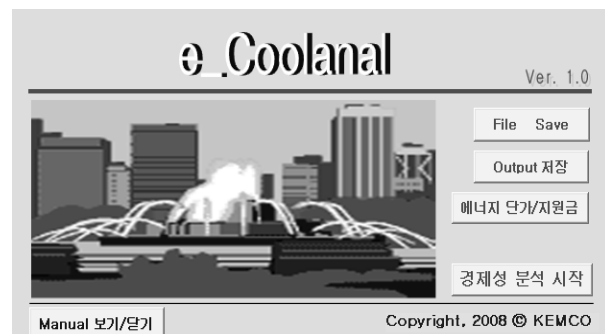 e_Coolanal
Ver. 1.0
File Save
Output 저장
에너지 단가/지원금
경제성 분석 시작
Manual 보기/닫기
Copyright, 2008 © KEMCO